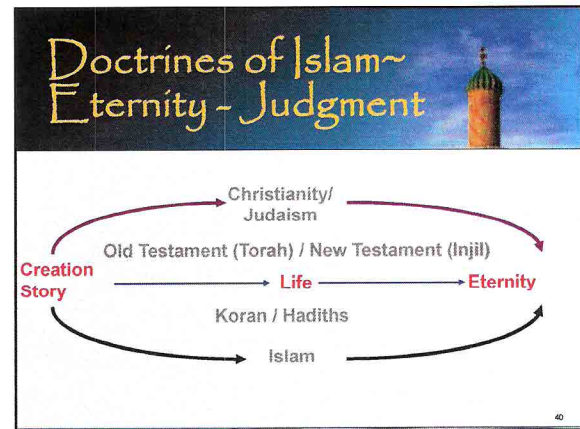 Doctrines of Islam~
Eternity - Judgment
Christianity/
Judaism
Old Testament (Torah) / New Testament (Injil)
Creation
Story
Life
Eternity
Koran / Hadiths
Islam
40